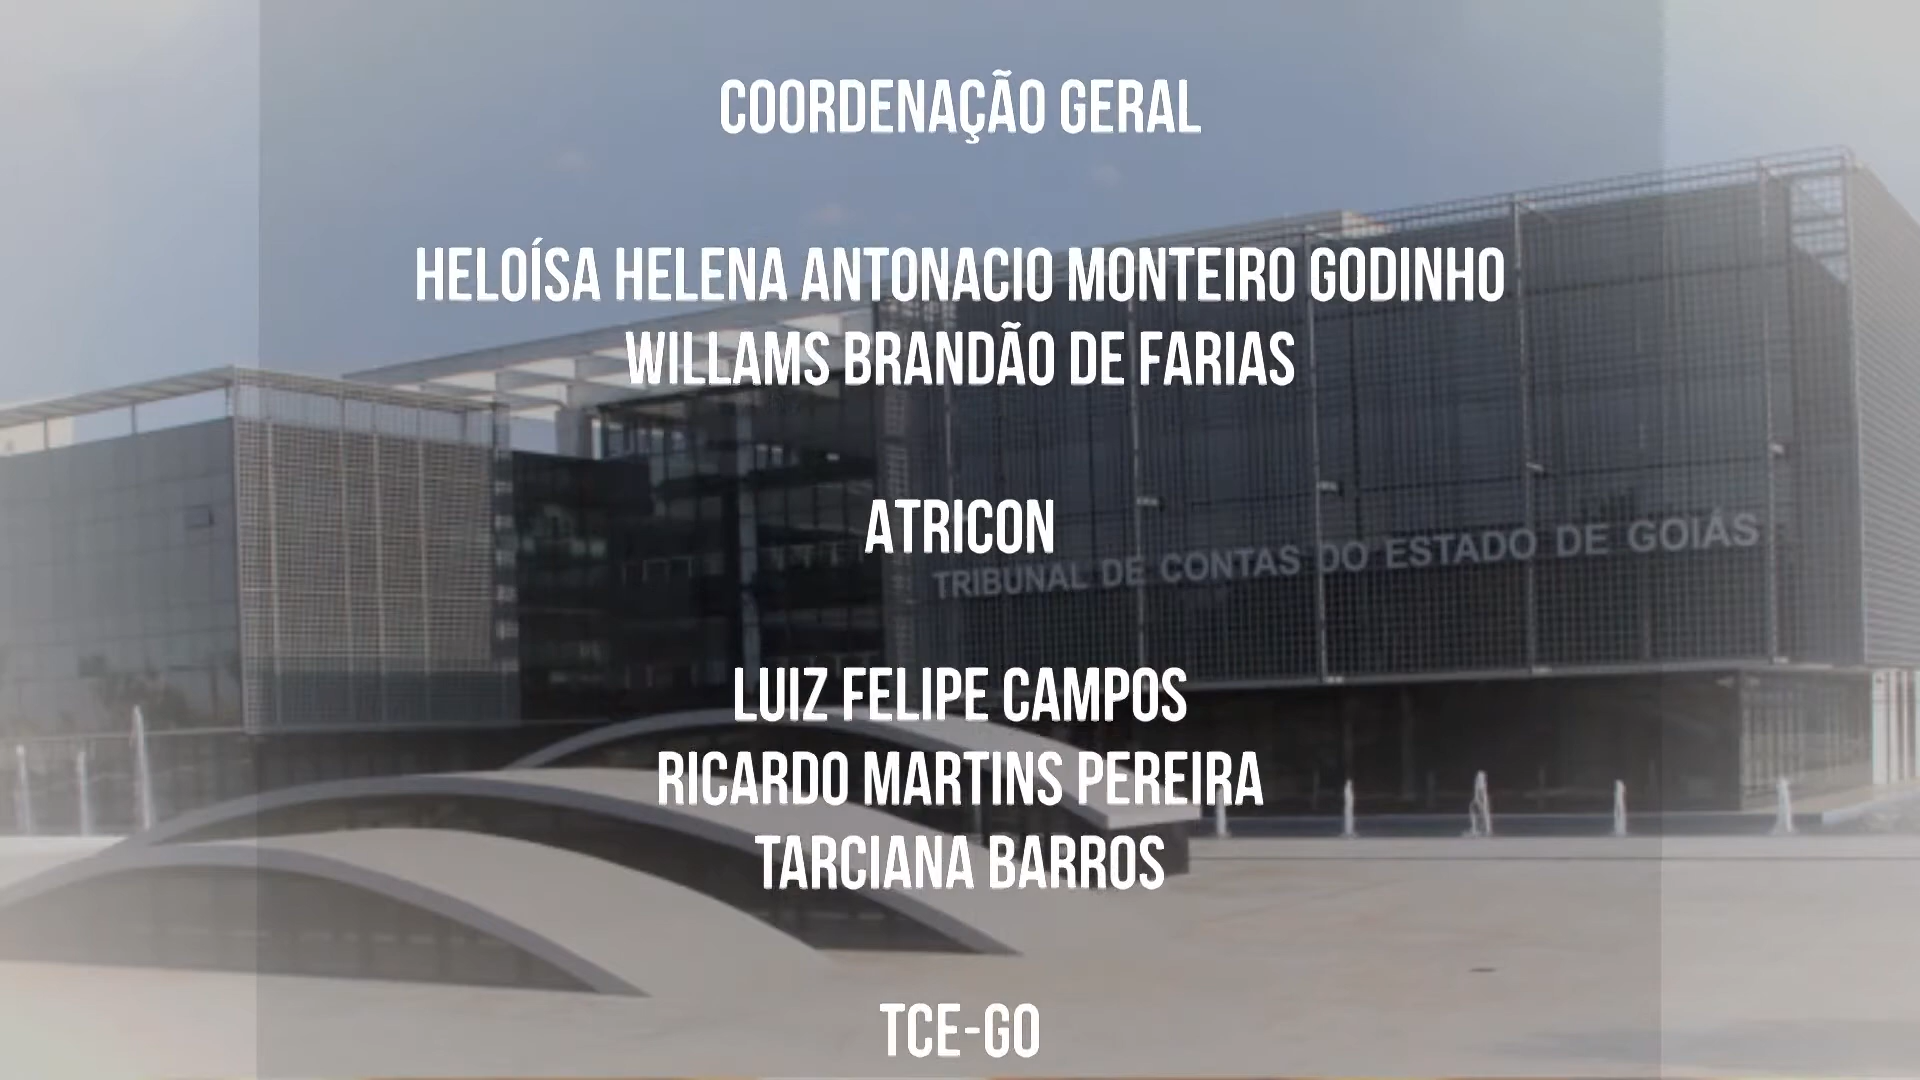 COORDENAÇÃO GERAL
HELOÍSA HELENA ANTONACIO MONTEIRO GODINHO
WILLAMS BRANDÃO DE FARIAS
ATRICON
TRIBUNAL DE CONTAS DO ESTADO DE GOIÁS
LUIZ FELIPE CAMPOS
RICARDO MARTINS PEREIRA
TARCIANA BARROS
TCE-GO